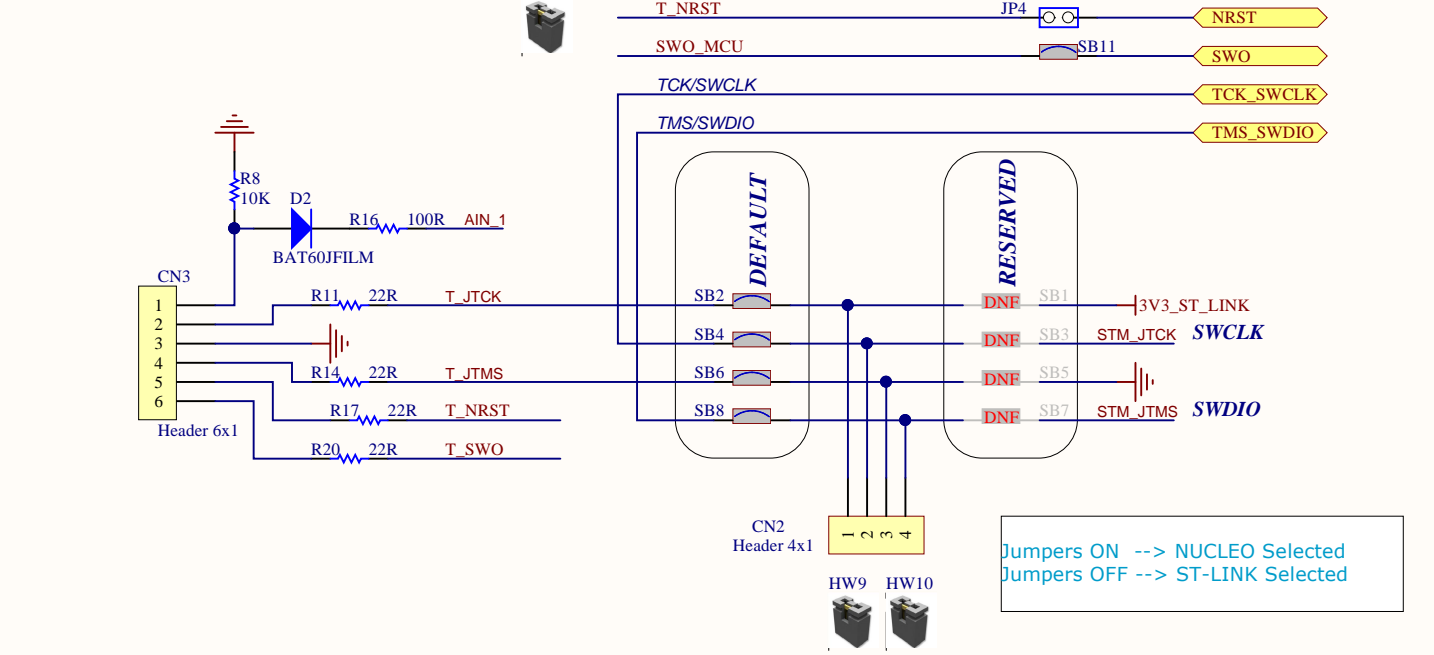 T_NRST JP4 NRST
SWO_MCU SB11 SWO
TCK/SWCLK TCK_SWCLK
TMS/SWDIO TMS_SWDIO
DEFAULT RESERVED
R8
10K D2
R16 100R AIN_1
BAT60JFILM
CN3
1 R11 22R T_JTCK SB2 DNF SB1 3V3_ST_LINK
2
3 SB4 DNF SB3 STM_JTCK SWCLK
4 R14 22R T_JTMS SB6 DNF SB5
5 R17 22R T_NRST SB8 DNF SB7 STM_JTMS SWDIO
6
Header 6x1
R20 22R T_SWO
CN2
Header 4x1
1 2 3 4
Jumpers ON --> NUCLEO Selected
Jumpers OFF --> ST-LINK Selected
HW9 HW10